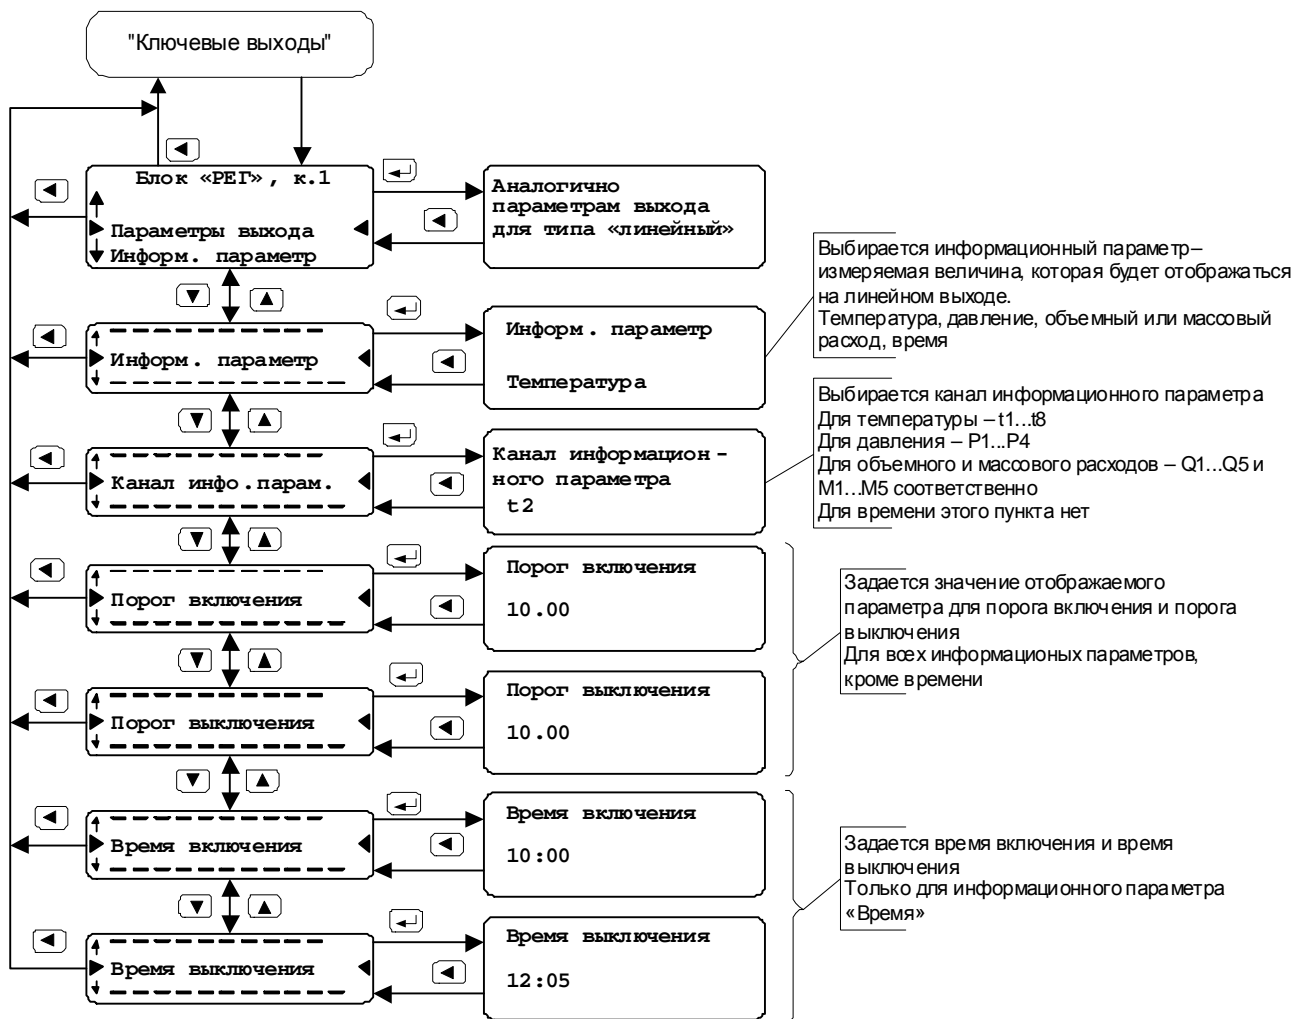 "Ключевые выходы"
Блок «РЕГ», к.1
Параметры выхода
Информ. параметр
Аналогично
параметрам выхода
для типа «линейный»
Выбирается информационный параметр–
измеряемая величина, которая будет отображаться
на линейном выходе.
Температура, давление, объемный или массовый
расход, время
Информ. параметр
Информ. параметр
Температура
Выбирается канал информационного параметра
Для температуры – t1...t8
Для давления – P1...P4
Для объемного и массового расходов – Q1...Q5 и
M1...M5 соответственно
Для времени этого пункта нет
Канал инфо.парам.
Канал информацион-
ного параметра
t2
Порог включения
Порог включения
10.00
Задается значение отображаемого
параметра для порога включения и порога
выключения
Для всех информационых параметров,
кроме времени
Порог выключения
Порог выключения
10.00
Время включения
Время включения
10:00
Задается время включения и время
выключения
Только для информационного параметра
«Время»
Время выключения
Время выключения
12:05